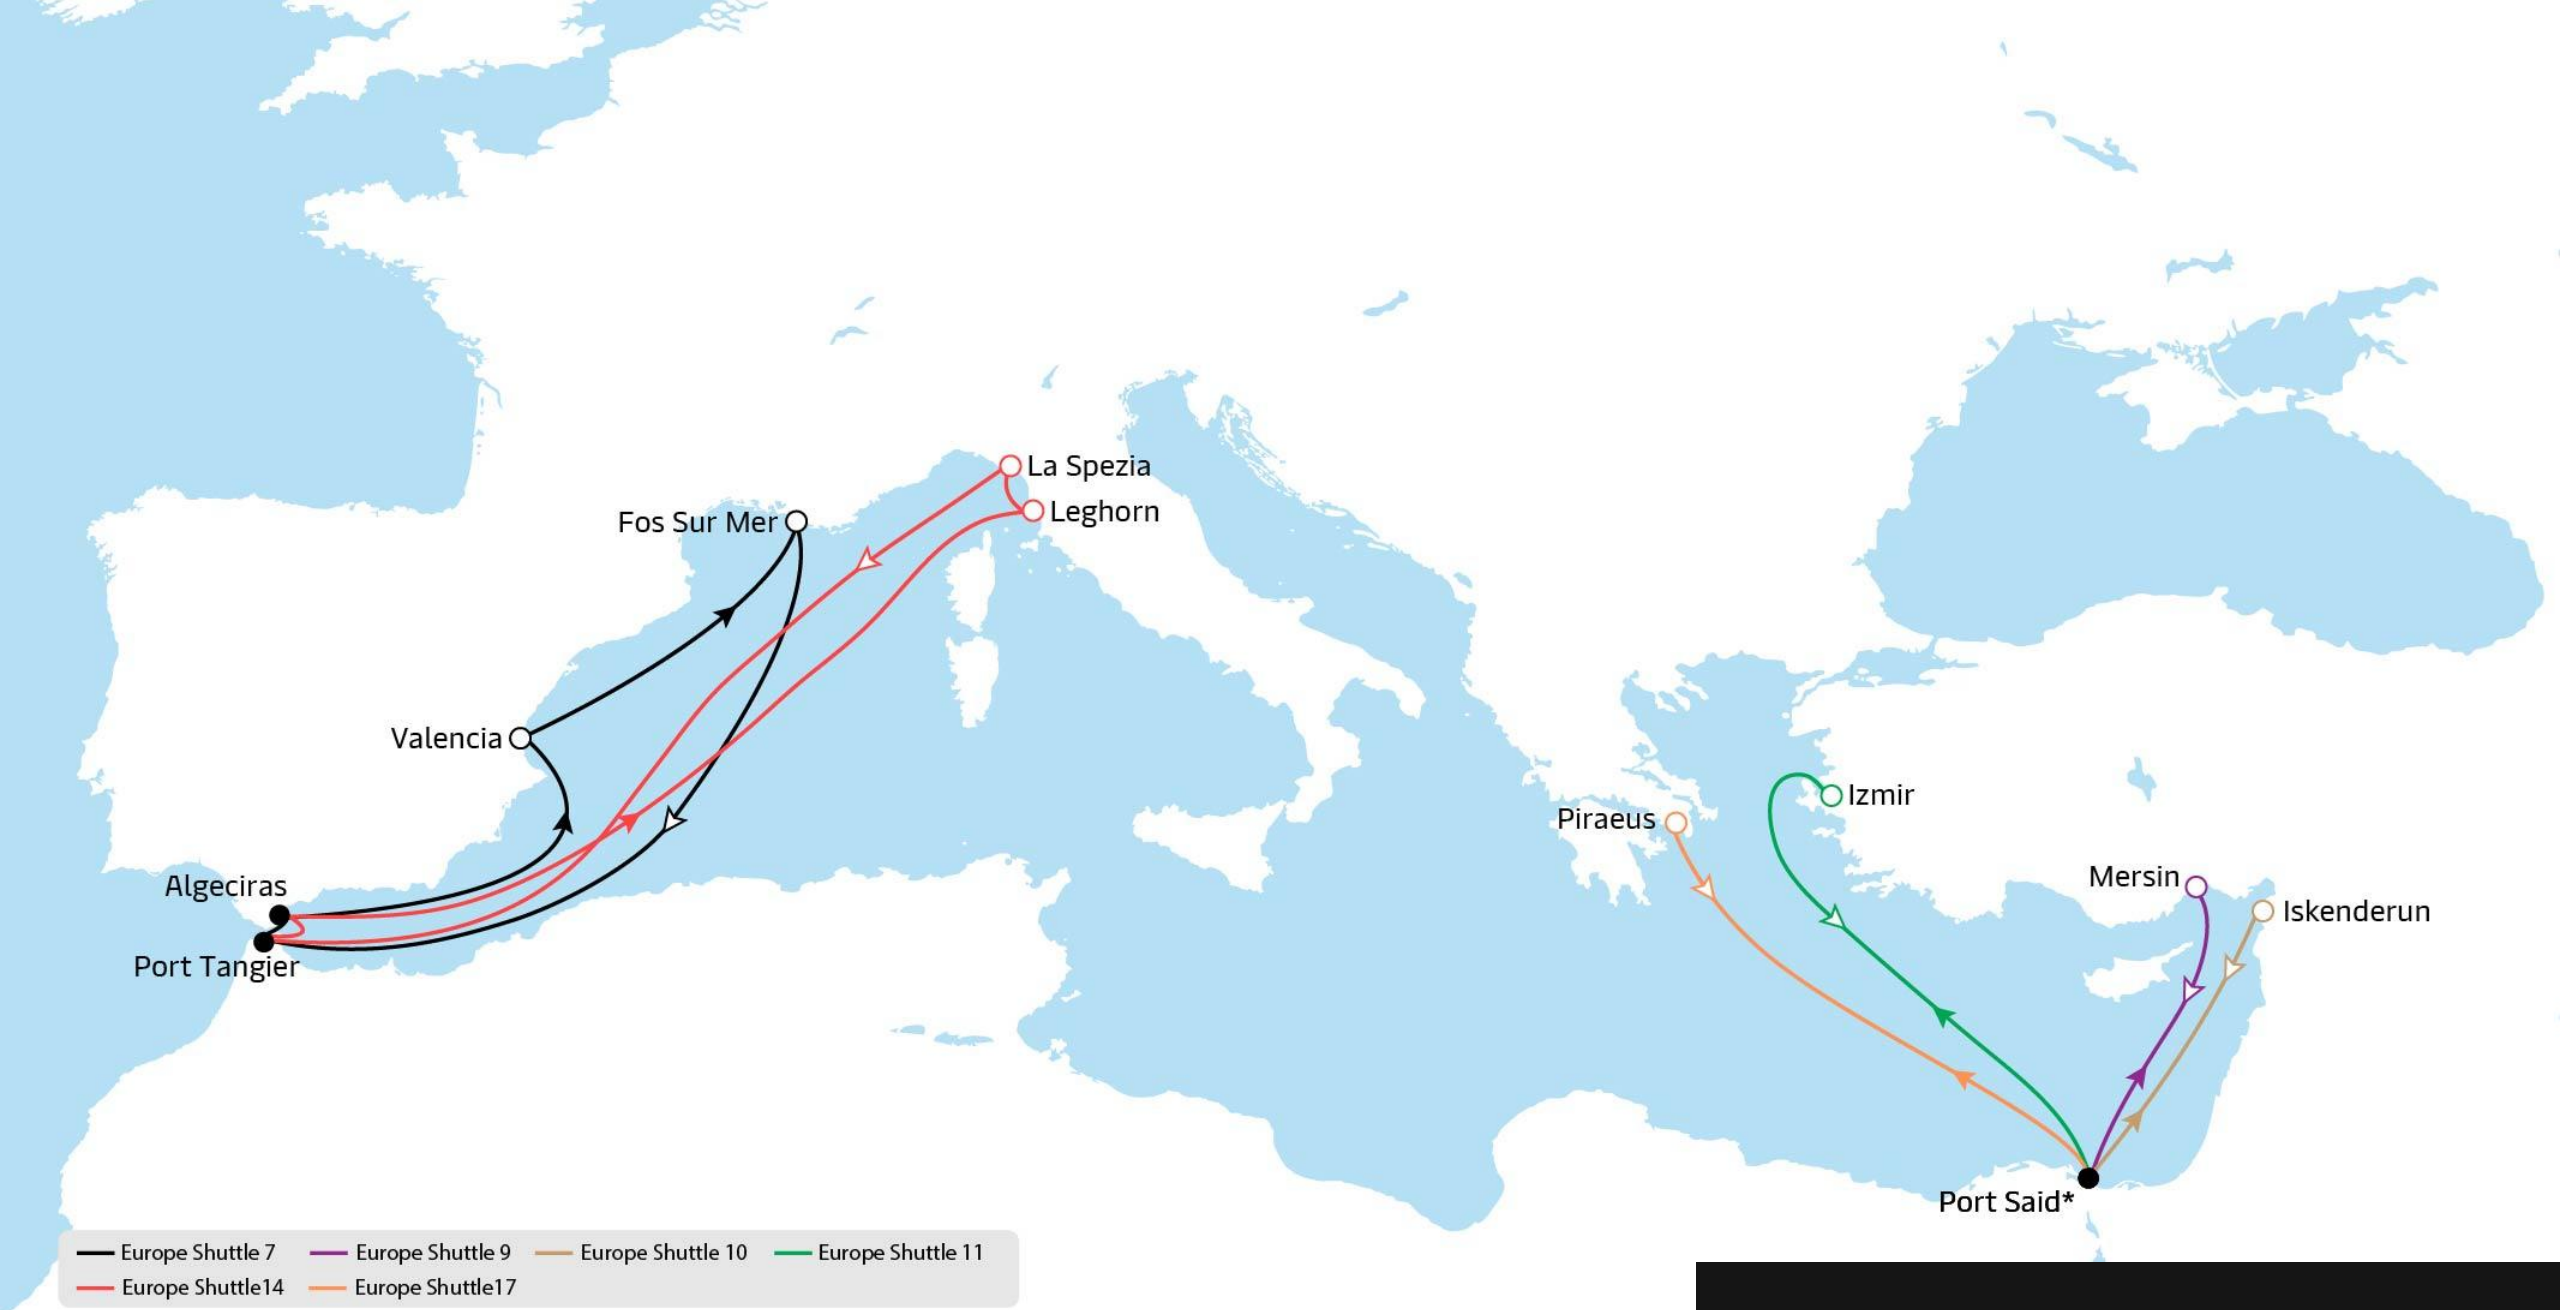 La Spezia
Leghorn
Fos Sur Mer
Valencia
Izmir
Piraeus
Mersin
Algeciras
Iskenderun
Port Tangier
Port Said*
Europe Shuttle 7
Europe Shuttle 9
Europe Shuttle 10
Europe Shuttle 11
Europe Shuttle14
Europe Shuttle17